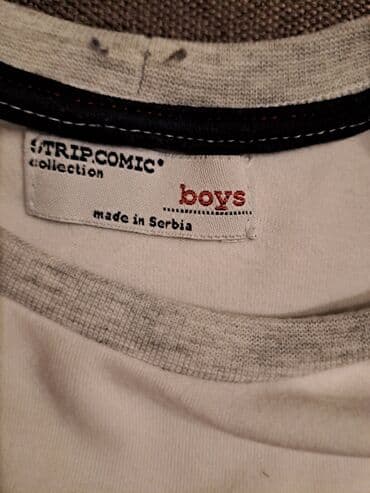 STRIP.COMIC®
collection
boys
made in Serbia